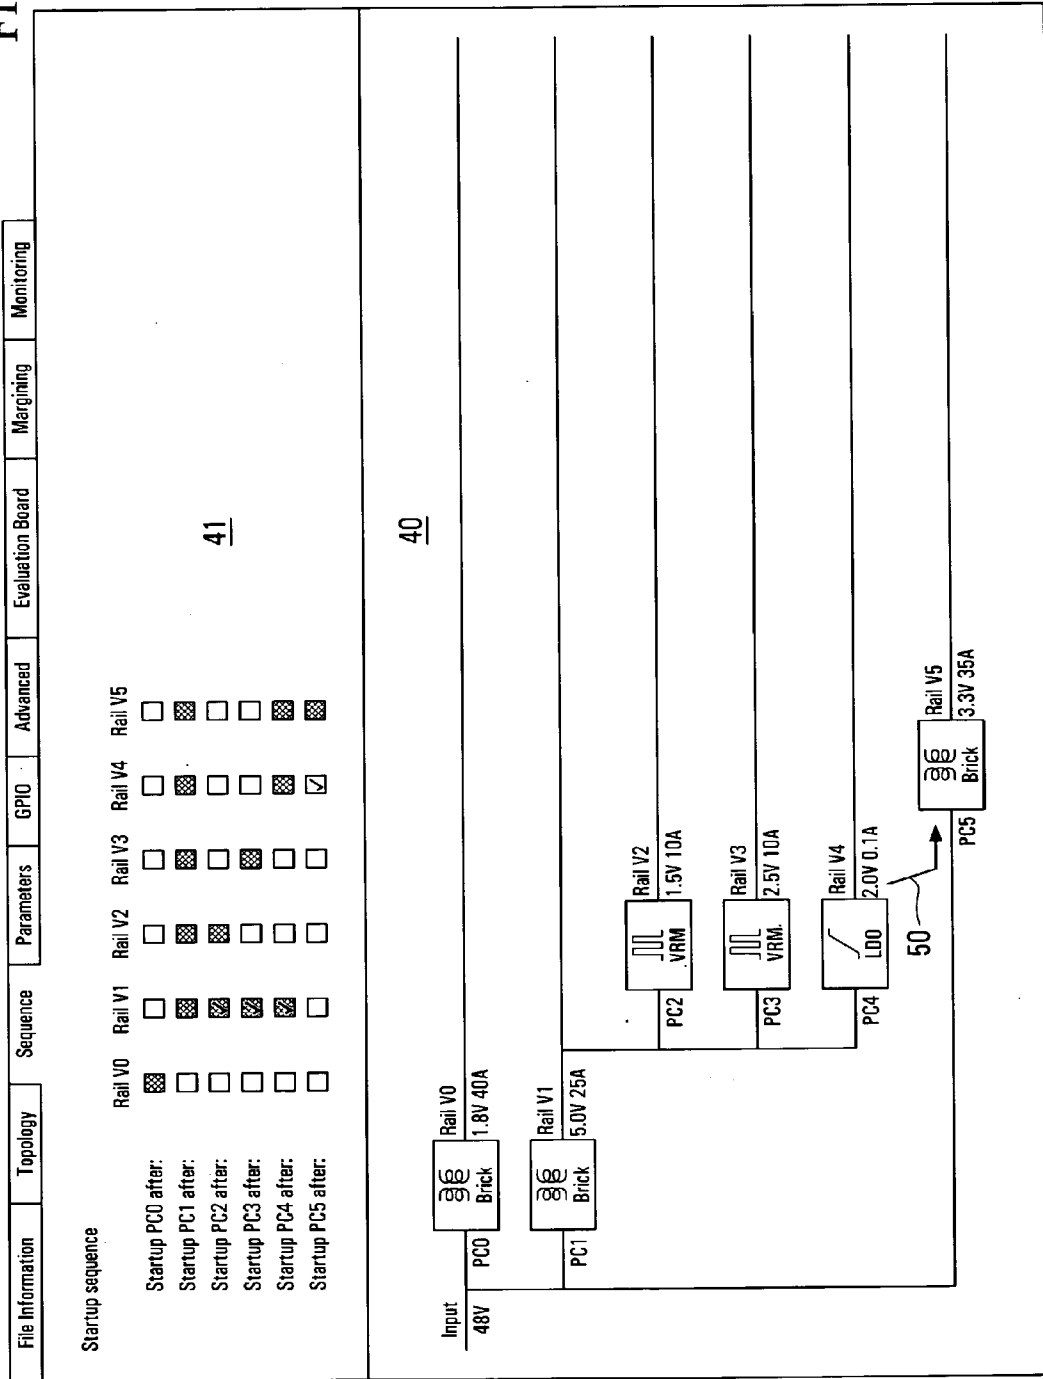 FI
File Information
Topology
Sequence
Parameters
GPIO
Advanced
Evaluation Board
Margining
Monitoring
Startup sequence
Rail V0 Rail V1 Rail V2 Rail V3 Rail V4 Rail V5
Startup PC0 after:
Startup PC1 after:
Startup PC2 after:
Startup PC3 after:
Startup PC4 after:
Startup PC5 after:
41
40
Input
48V
PC0
Brick
Rail V0
1.8V 40A
PC1
Brick
Rail V1
5.0V 25A
PC2
VRM
Rail V2
1.5V 10A
PC3
VRM.
Rail V3
2.5V 10A
PC4
LDO
Rail V4
2.0V 0.1A
50
PC5
Brick
Rail V5
3.3V 35A